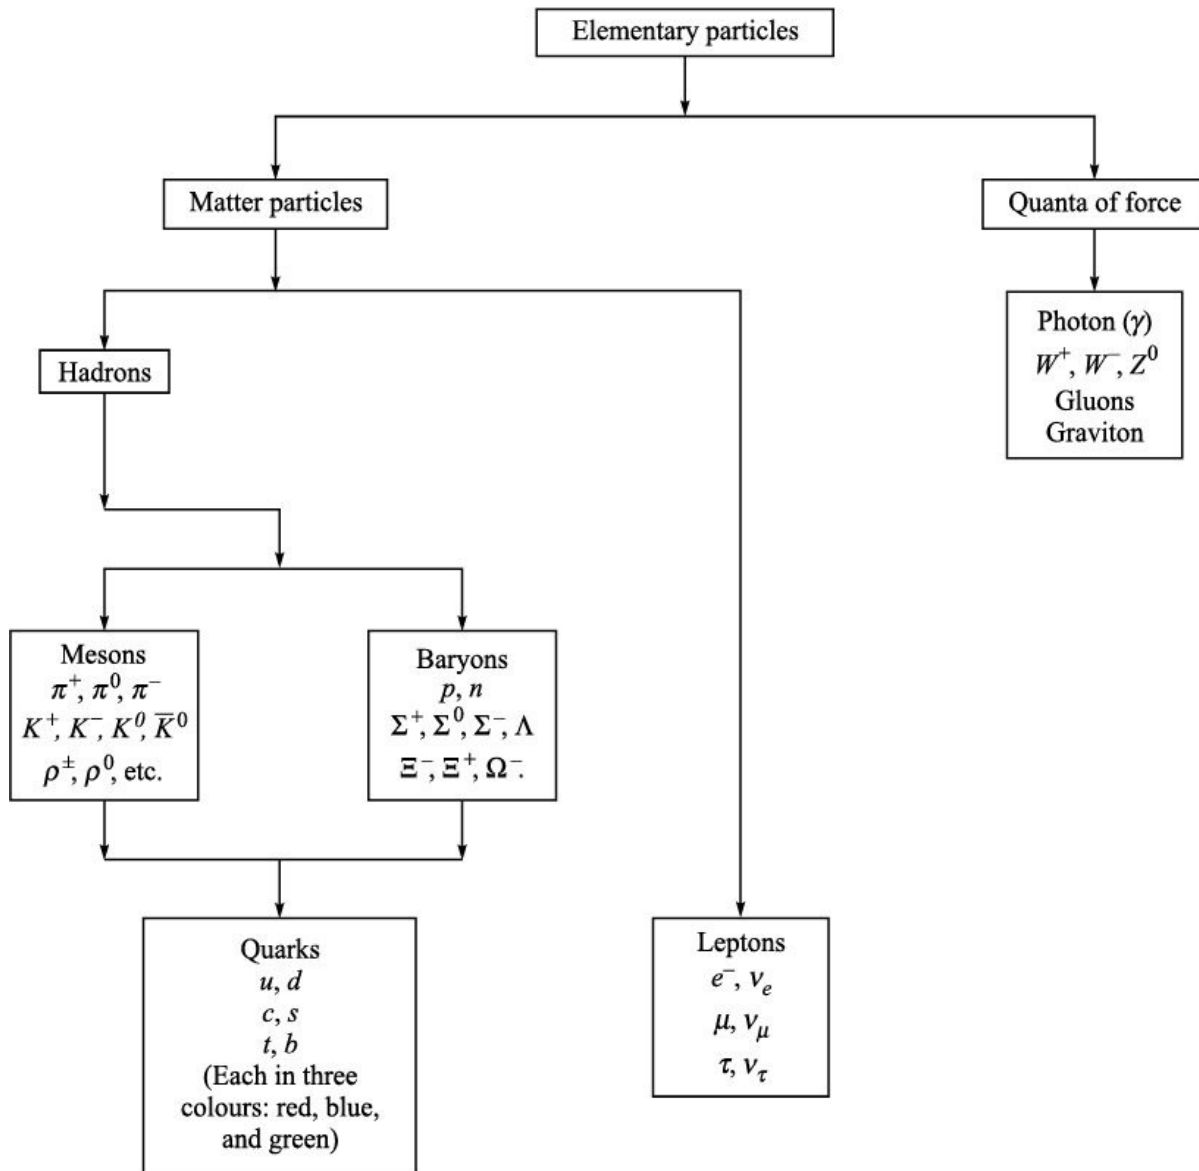 Elementary particles
Matter particles
Quanta of force
Photon (γ)
W⁺, W⁻, Z⁰
Gluons
Graviton
Hadrons
Mesons
π⁺, π⁰, π⁻
K⁺, K⁻, K⁰, K̅⁰
ρ±, ρ⁰, etc.
Baryons
p, n
Σ⁺, Σ⁰, Σ⁻, Λ
Ξ⁻, Ξ⁺, Ω⁻.
Quarks
u, d
c, s
t, b
(Each in three
colours: red, blue,
and green)
Leptons
e⁻, νₑ
μ, ν_μ
τ, ν_τ